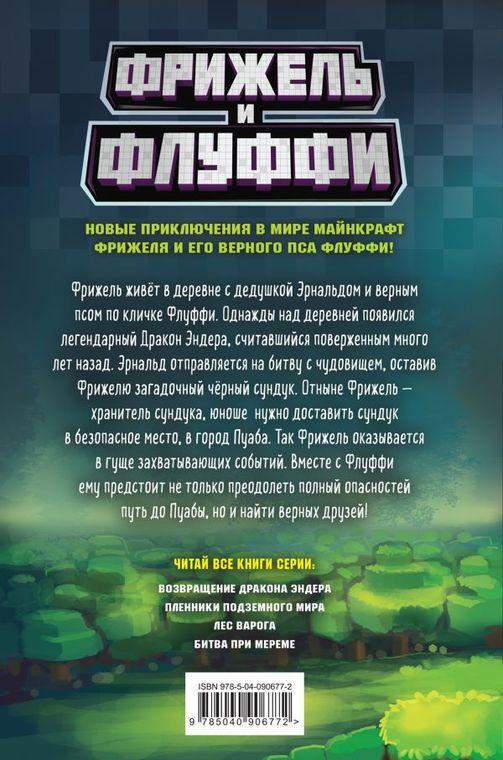 ФРИЖЕЛЬ
И
ФЛУФФИ
НОВЫЕ ПРИКЛЮЧЕНИЯ В МИРЕ МАЙНКРАФТ
ФРИЖЕЛЯ И ЕГО ВЕРНОГО ПСА ФЛУФФИ!
Фрижель живёт в деревне с дедушкой Эрнальдом и верным
псом по кличке Флуффи. Однажды над деревней появился
легендарный Дракон Эндера, считавшийся поверженным много
лет назад. Эрнальд отправляется на битву с чудовищем, оставив
Фрижелю загадочный чёрный сундук. Отныне Фрижель –
хранитель сундука, юноше нужно доставить сундук
в безопасное место, в город Пуаба. Так Фрижель оказывается
в гуще захватывающих событий. Вместе с Флуффи
ему предстоит не только преодолеть полный опасностей
путь до Пуабы, но и найти верных друзей!
ЧИТАЙ ВСЕ КНИГИ СЕРИИ:
ВОЗВРАЩЕНИЕ ДРАКОНА ЭНДЕРА
ПЛЕННИКИ ПОДЗЕМНОГО МИРА
ЛЕС ВАРОГА
БИТВА ПРИ МЕРЕМЕ
ISBN 978-5-04-090677-2
9 785040 906772 >